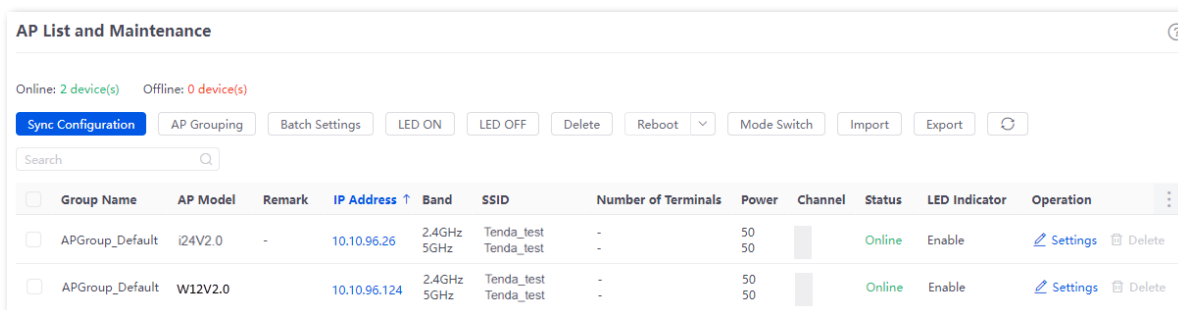 AP List and Maintenance
Online: 2 device(s) Offline: 0 device(s)
Sync Configuration AP Grouping Batch Settings LED ON LED OFF Delete Reboot Mode Switch Import Export
Search
Group Name AP Model Remark IP Address ↑ Band SSID Number of Terminals Power Channel Status LED Indicator Operation
APGroup_Default i24V2.0 - 10.10.96.26 2.4GHz Tenda_test - 50 Online Enable Settings Delete
5GHz Tenda_test - 50
APGroup_Default W12V2.0 10.10.96.124 2.4GHz Tenda_test - 50 Online Enable Settings Delete
5GHz Tenda_test - 50